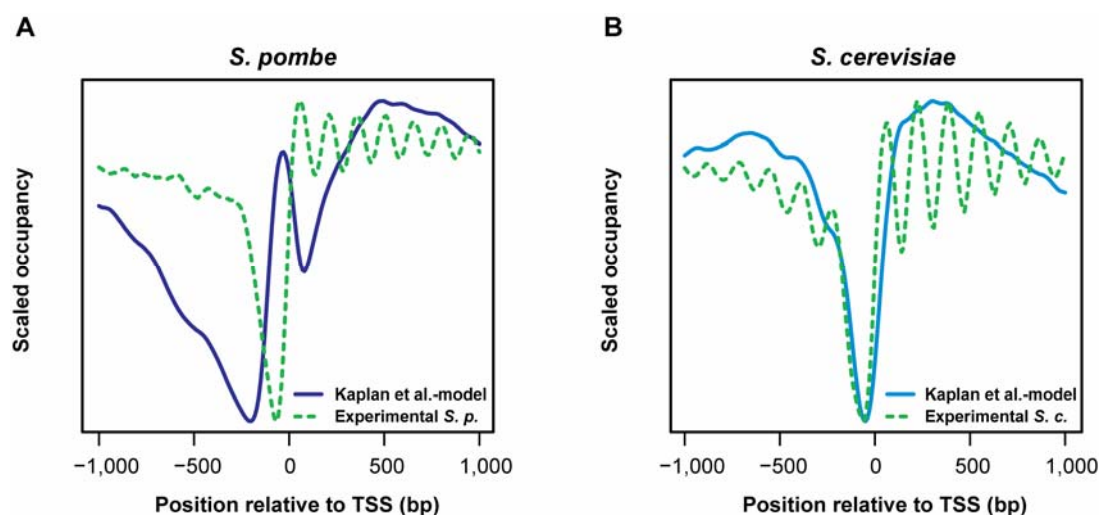 A
S. pombe
Scaled occupancy
Kaplan et al.-model
Experimental S. p.
−1,000
−500
0
500
1,000
Position relative to TSS (bp)
B
S. cerevisiae
Scaled occupancy
Kaplan et al.-model
Experimental S. c.
−1,000
−500
0
500
1,000
Position relative to TSS (bp)